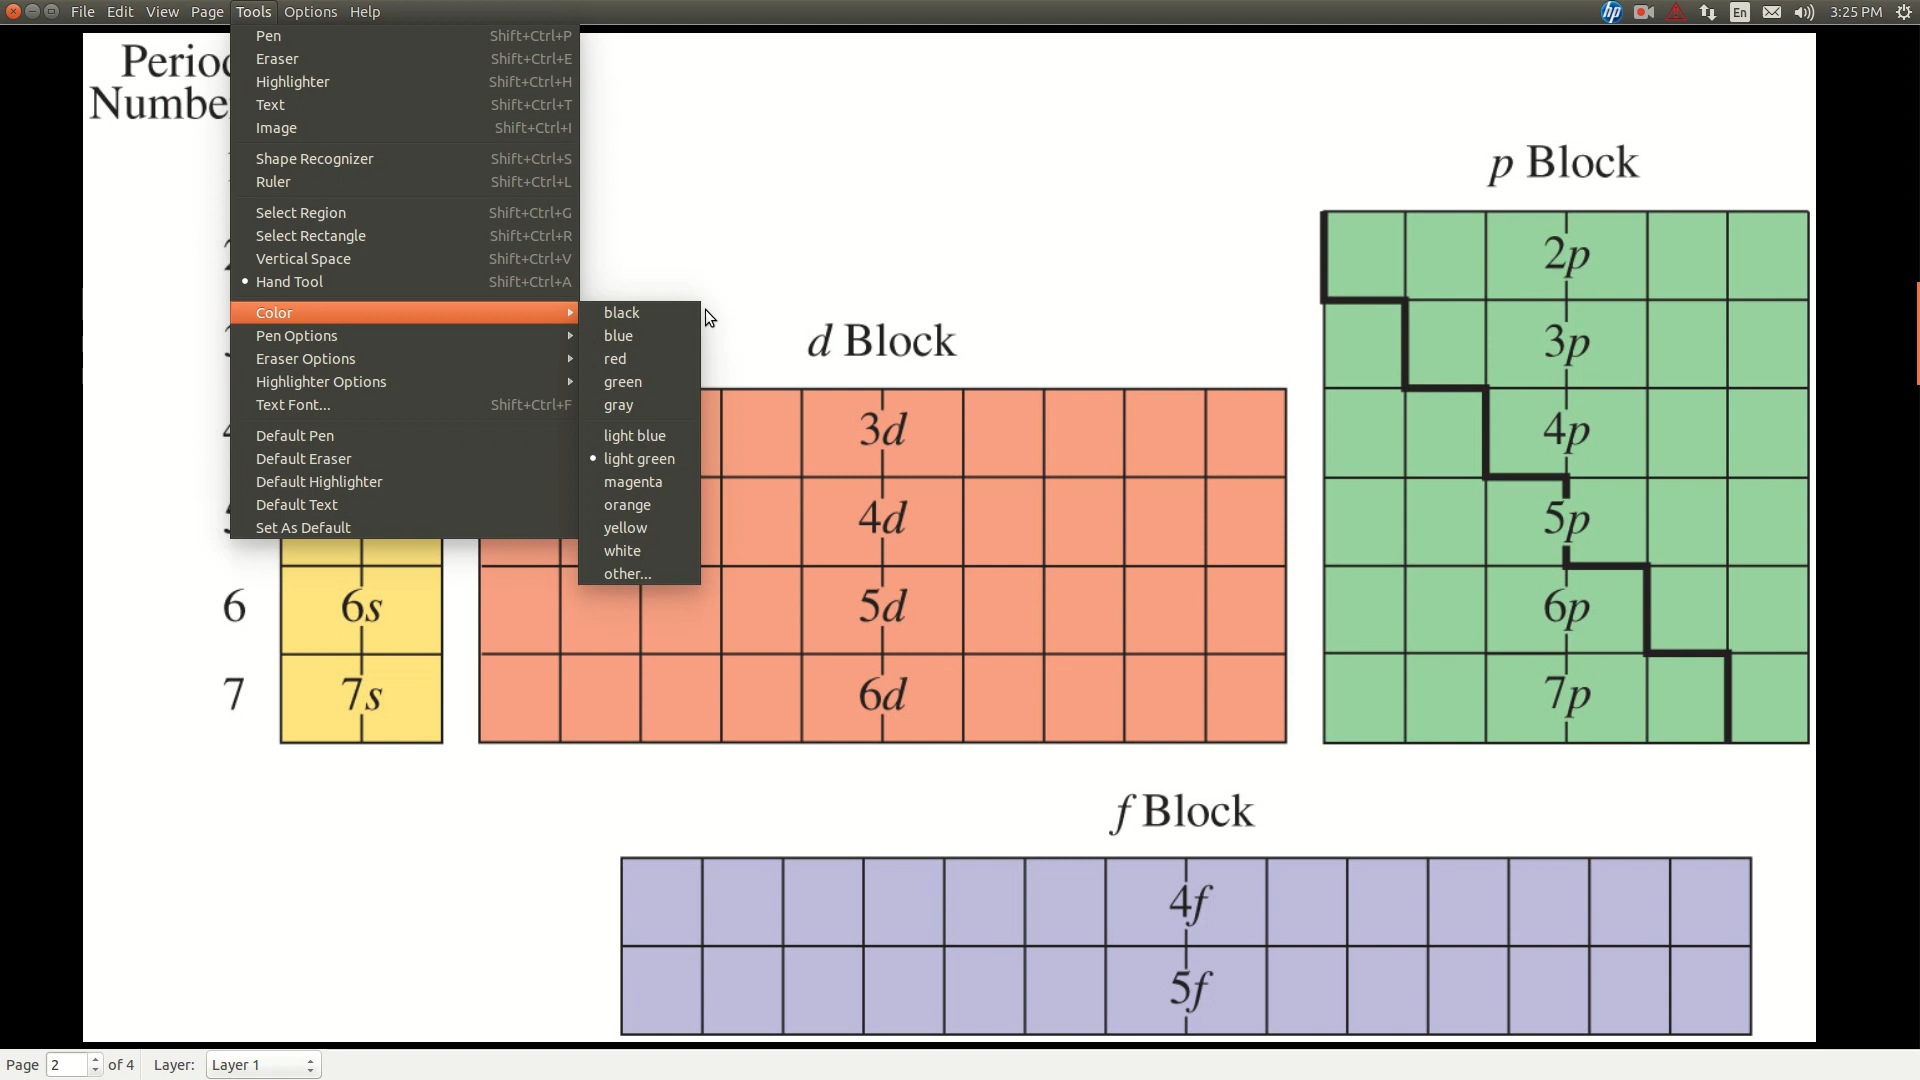 File Edit View Page Tools Options Help
hp En 3:25 PM
Pen Shift+Ctrl+P
Eraser Shift+Ctrl+E
Highlighter Shift+Ctrl+H
Text Shift+Ctrl+T
Image Shift+Ctrl+I
Shape Recognizer Shift+Ctrl+S
Ruler Shift+Ctrl+L
Select Region Shift+Ctrl+G
Select Rectangle Shift+Ctrl+R
Vertical Space Shift+Ctrl+V
Hand Tool Shift+Ctrl+A
Color
Pen Options
Eraser Options
Highlighter Options
Text Font... Shift+Ctrl+F
Default Pen
Default Eraser
Default Highlighter
Default Text
Set As Default
black
blue
red
green
gray
light blue
light green
magenta
orange
yellow
white
other...
6 6s
7 7s
d Block
3d
4d
5d
6d
p Block
2p
3p
4p
5p
6p
7p
f Block
4f
5f
Page 2 of 4 Layer: Layer 1